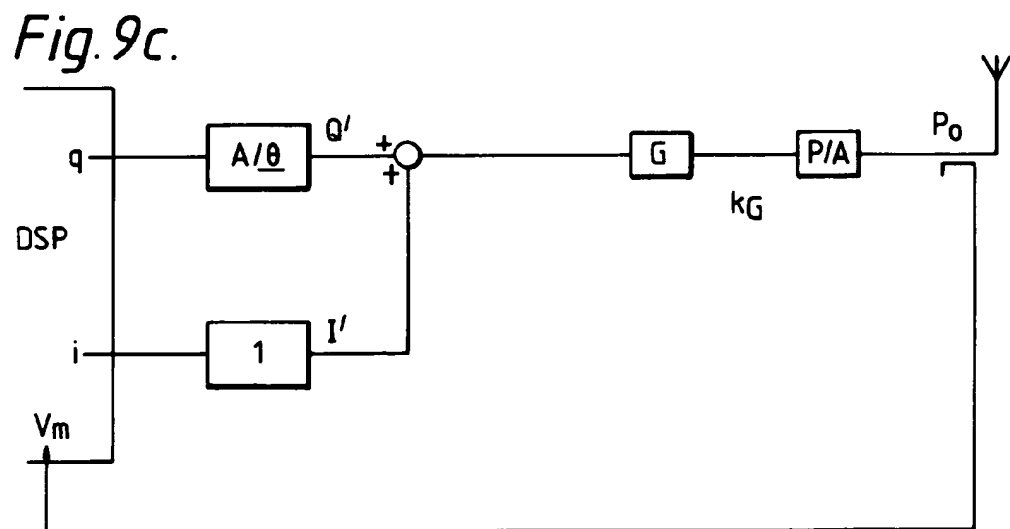 Fig. 9c.
q
A/θ
Q'
+
+
G
kG
P/A
Po
DSP
i
1
I'
Vm